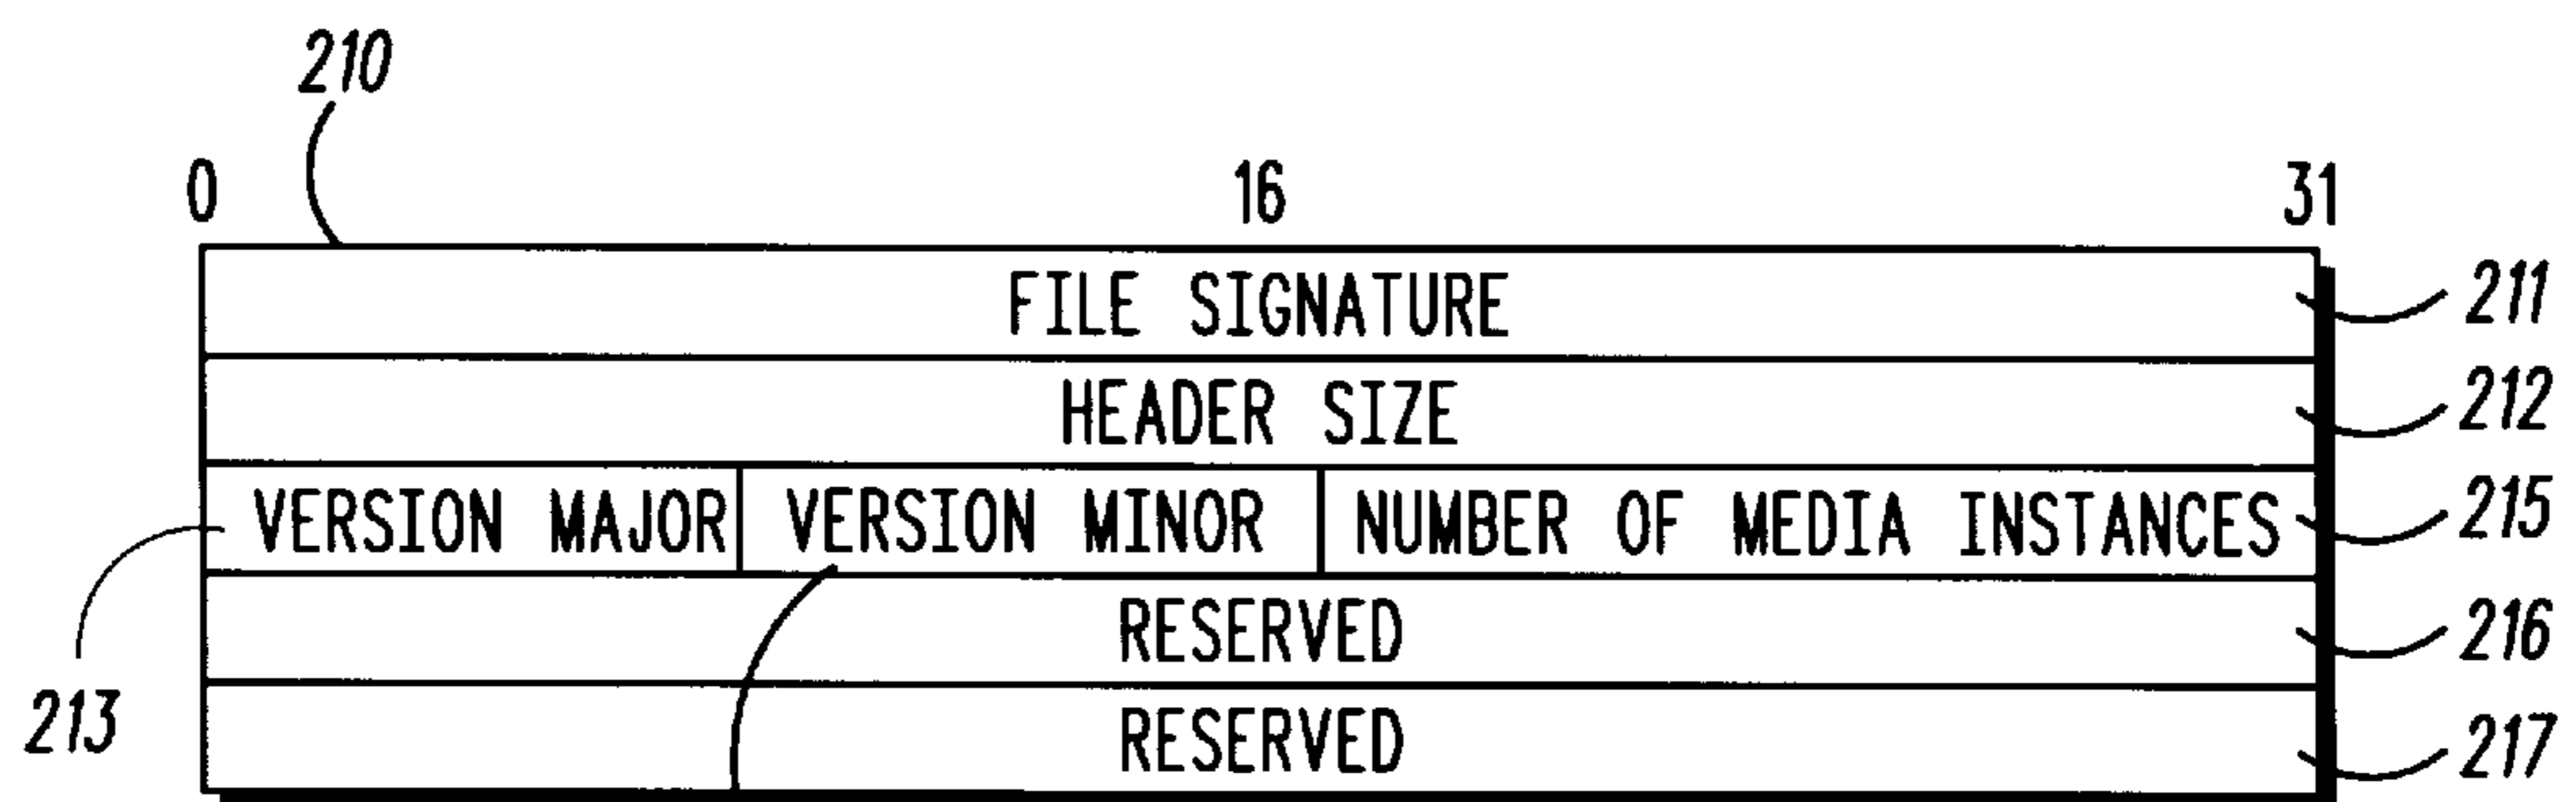 210
0 16 31
FILE SIGNATURE 211
HEADER SIZE 212
VERSION MAJOR VERSION MINOR NUMBER OF MEDIA INSTANCES 215
RESERVED 216
213 RESERVED 217